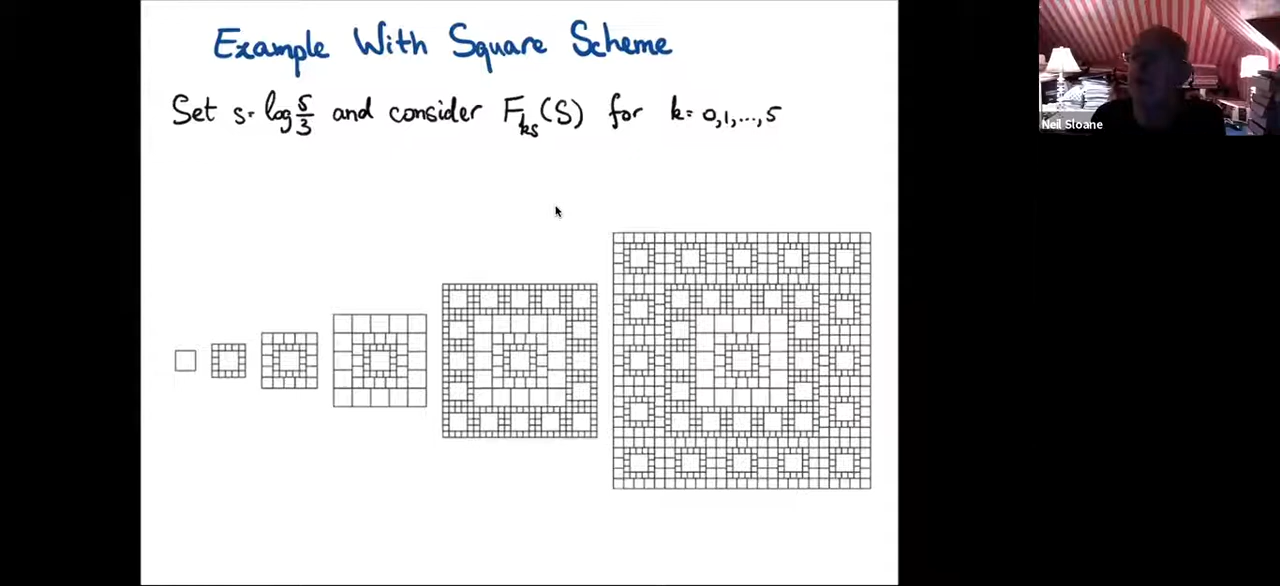 Example With Square Scheme
Set s = log 5/3 and consider F_ks(S) for k = 0,1,...,5
Neil Sloane